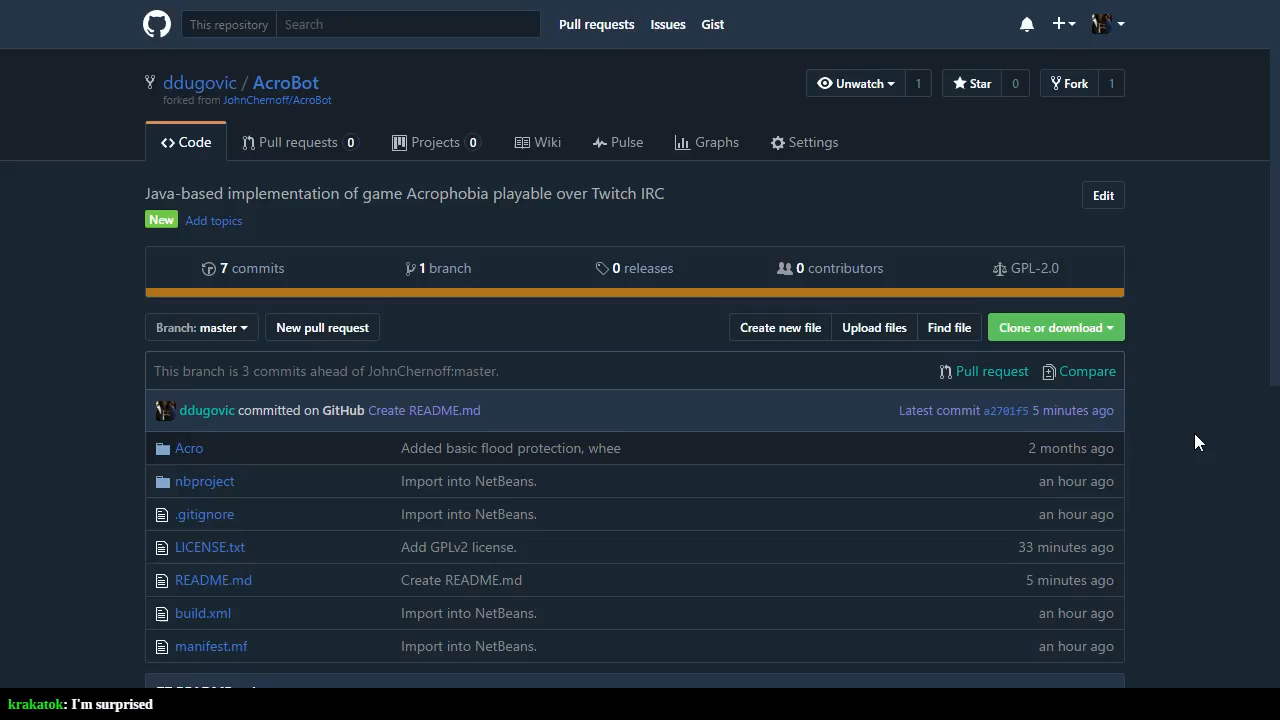 This repository Search Pull requests Issues Gist
ddugovic / AcroBot Unwatch 1 Star 0 Fork 1
forked from JohnChernoff/AcroBot
Code Pull requests 0 Projects 0 Wiki Pulse Graphs Settings
Java-based implementation of game Acrophobia playable over Twitch IRC Edit
New Add topics
7 commits 1 branch 0 releases 0 contributors GPL-2.0
Branch: master New pull request Create new file Upload files Find file Clone or download
This branch is 3 commits ahead of JohnChernoff:master. Pull request Compare
ddugovic committed on GitHub Create README.md Latest commit a2701f5 5 minutes ago
Acro Added basic flood protection, whee 2 months ago
nbproject Import into NetBeans. an hour ago
.gitignore Import into NetBeans. an hour ago
LICENSE.txt Add GPLv2 license. 33 minutes ago
README.md Create README.md 5 minutes ago
build.xml Import into NetBeans. an hour ago
manifest.mf Import into NetBeans. an hour ago
krakatok: I'm surprised